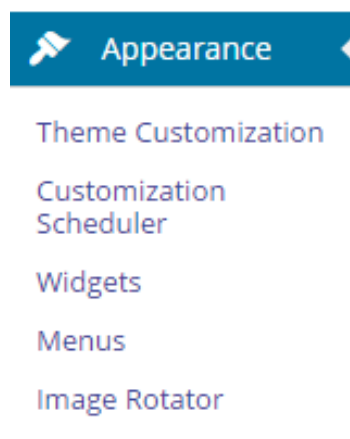 Appearance
Theme Customization
Customization
Scheduler
Widgets
Menus
Image Rotator